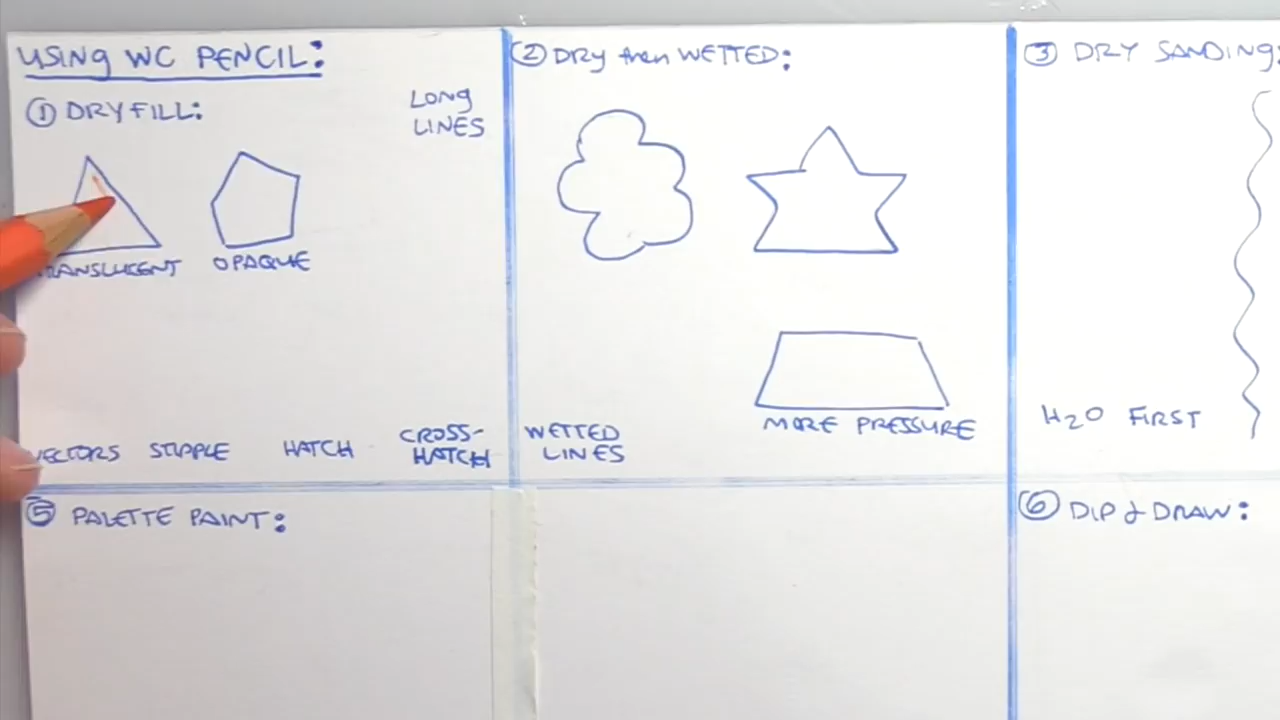 USING WC PENCIL:
① DRY FILL:
LONG
LINES
TRANSLUCENT
OPAQUE
VECTORS
STIPPLE
HATCH
CROSS-
HATCH
② DRY then WETTED:
MORE PRESSURE
WETTED
LINES
③ DRY SANDING:
H2O FIRST
⑤ PALETTE PAINT:
⑥ DIP & DRAW: